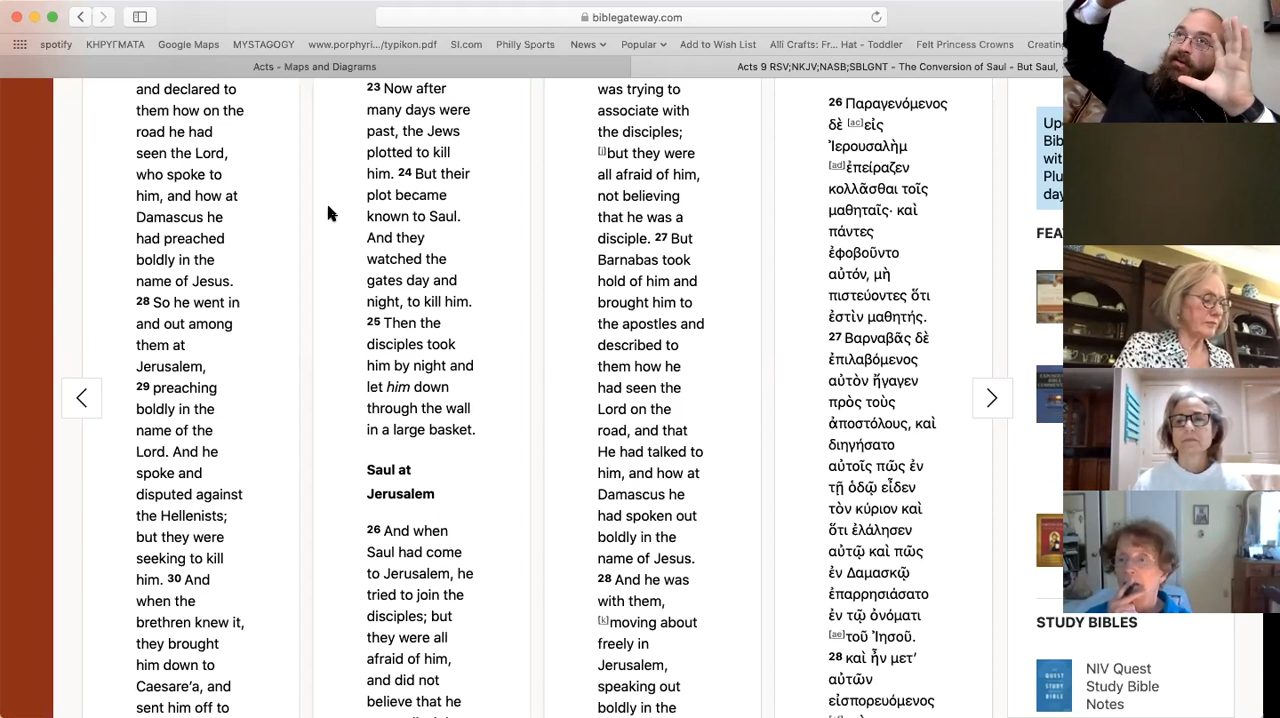 biblegateway.com
spotify
ΚΗΡΥΓΜΑΤΑ
Google Maps
MYSTAGOGY
www.porphyri...typikon.pdf
SI.com
Philly Sports
News
Popular
Add to Wish List
Alli Crafts: Fr... Hat - Toddler
Felt Princess Crowns
Creating
Acts - Maps and Diagrams
Acts 9 RSV;NKJV;NASB;SBLGNT - The Conversion of Saul - But Saul,
and declared to
them how on the
road he had
seen the Lord,
who spoke to
him, and how at
Damascus he
had preached
boldly in the
name of Jesus.
28 So he went in
and out among
them at
Jerusalem,
29 preaching
boldly in the
name of the
Lord. And he
spoke and
disputed against
the Hellenists;
but they were
seeking to kill
him. 30 And
when the
brethren knew it,
they brought
him down to
Caesare′a, and
sent him off to
23 Now after
many days were
past, the Jews
plotted to kill
him. 24 But their
plot became
known to Saul.
And they
watched the
gates day and
night, to kill him.
25 Then the
disciples took
him by night and
let him down
through the wall
in a large basket.
Saul at
Jerusalem
26 And when
Saul had come
to Jerusalem, he
tried to join the
disciples; but
they were all
afraid of him,
and did not
believe that he
was trying to
associate with
the disciples;
[j]but they were
all afraid of him,
not believing
that he was a
disciple. 27 But
Barnabas took
hold of him and
brought him to
the apostles and
described to
them how he
had seen the
Lord on the
road, and that
He had talked to
him, and how at
Damascus he
had spoken out
boldly in the
name of Jesus.
28 And he was
with them,
[k]moving about
freely in
Jerusalem,
speaking out
boldly in the
26 Παραγενόμενος
δὲ [ac]εἰς
Ἰερουσαλὴμ
[ad]ἐπείραζεν
κολλᾶσθαι τοῖς
μαθηταῖς· καὶ
πάντες
ἐφοβοῦντο
αὐτόν, μὴ
πιστεύοντες ὅτι
ἐστὶν μαθητής.
27 Βαρναβᾶς δὲ
ἐπιλαβόμενος
αὐτὸν ἤγαγεν
πρὸς τοὺς
ἀποστόλους, καὶ
διηγήσατο
αὐτοῖς πῶς ἐν
τῇ ὁδῷ εἶδεν
τὸν κύριον καὶ
ὅτι ἐλάλησεν
αὐτῷ καὶ πῶς
ἐν Δαμασκῷ
ἐπαρρησιάσατο
ἐν τῷ ὀνόματι
[ae]τοῦ Ἰησοῦ.
28 καὶ ἦν μετ’
αὐτῶν
εἰσπορευόμενος
Up
Bib
wit
Plu
day
FEA
STUDY BIBLES
NIV Quest
Study Bible
Notes